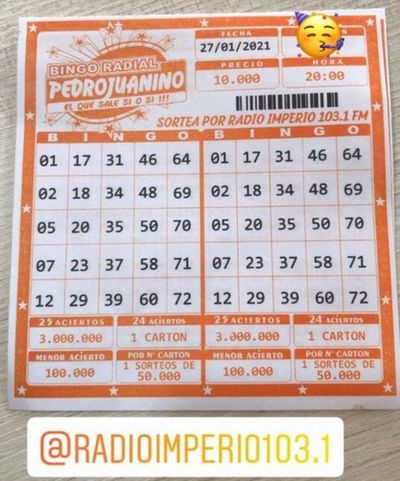 BINGO RADIAL
PEDROJUANINO
EL QUE SALE SI O SI !!!
FECHA
27/01/2021
PRECIO
10.000
HORA
20:00
SORTEA POR RADIO IMPERIO 103.1 FM
B I N G O B I N G O
01 17 31 46 64 01 17 31 46 64
02 18 34 48 69 02 18 34 48 69
05 20 35 50 70 05 20 35 50 70
07 23 37 58 71 07 23 37 58 71
12 29 39 60 72 12 29 39 60 72
25 ACIERTOS 24 ACIERTOS 25 ACIERTOS 24 ACIERTOS
3.000.000 1 CARTON 3.000.000 1 CARTON
MENOR ACIERTO POR Nº CARTON MENOR ACIERTO POR Nº CARTON
100.000 1 SORTEOS DE 100.000 1 SORTEOS DE
50.000 50.000
@RADIOIMPERIO103.1